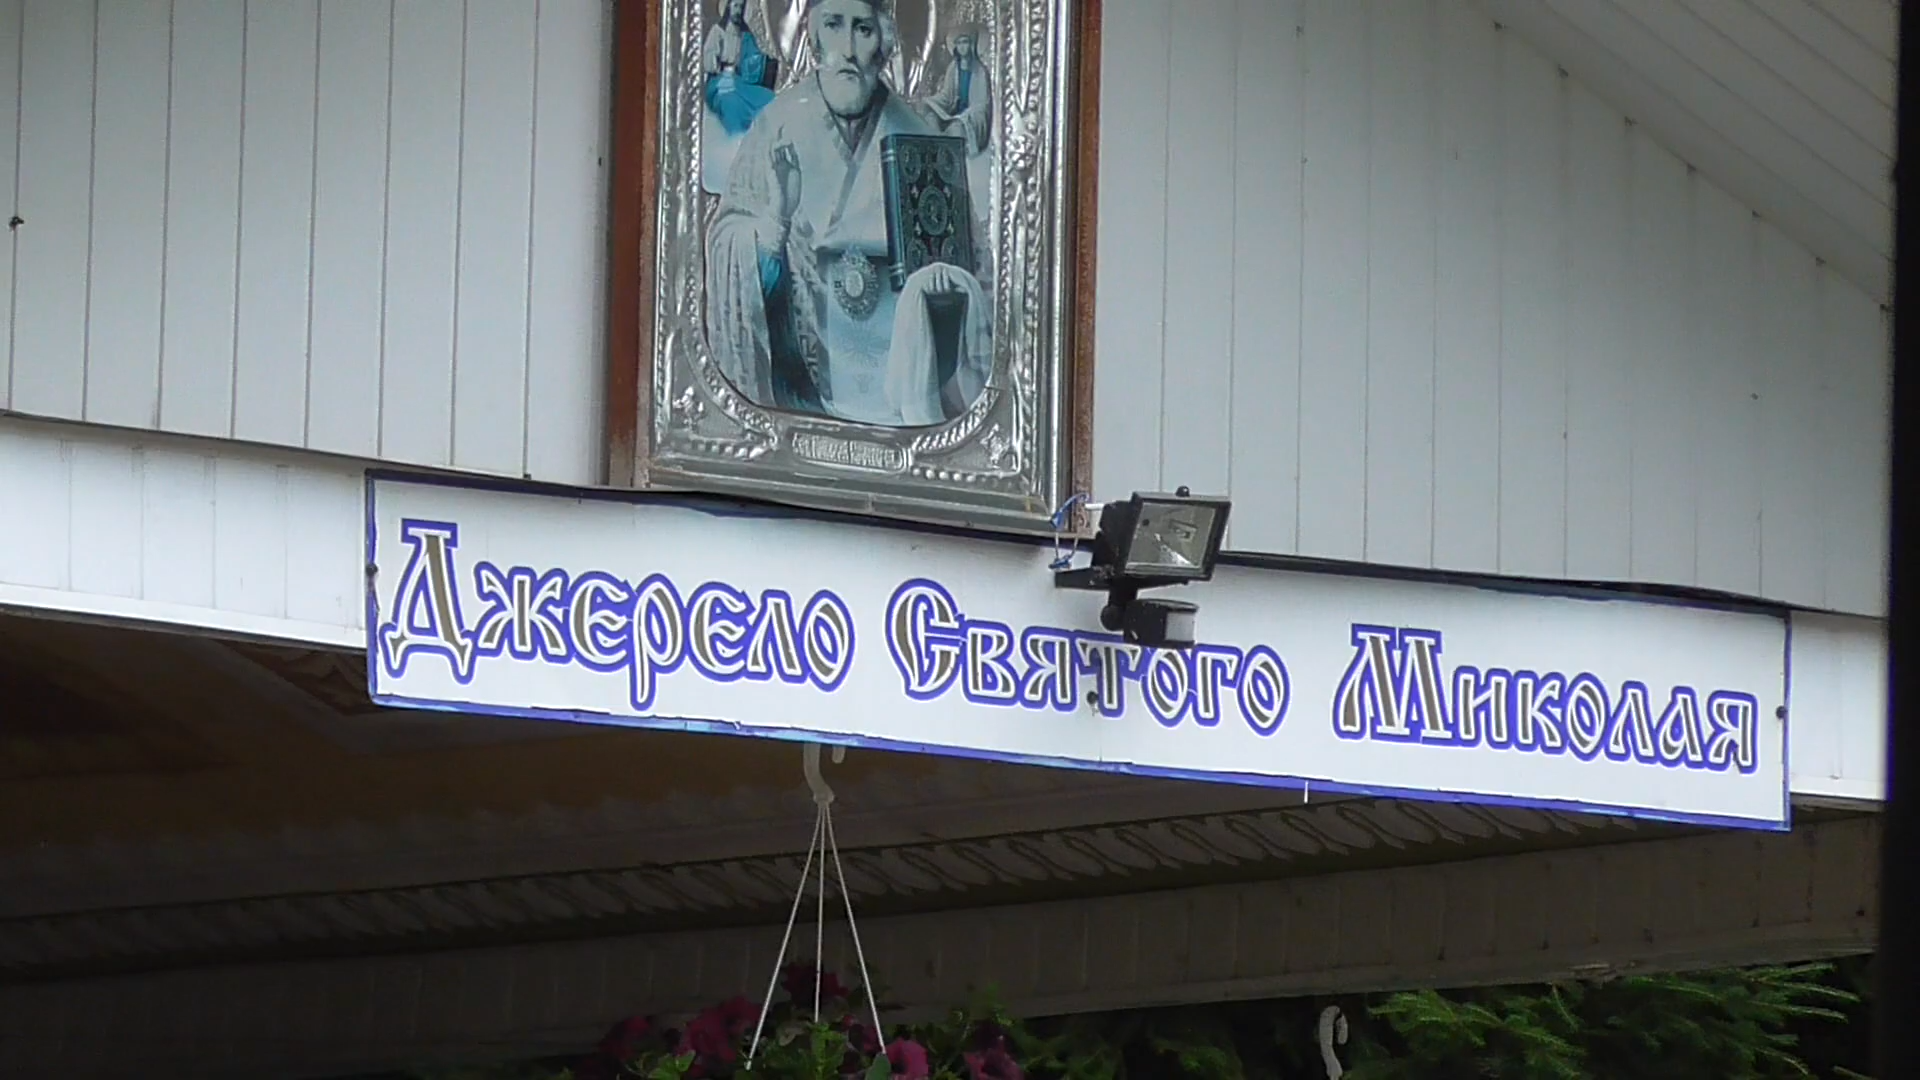 Джерело Святого Миколая